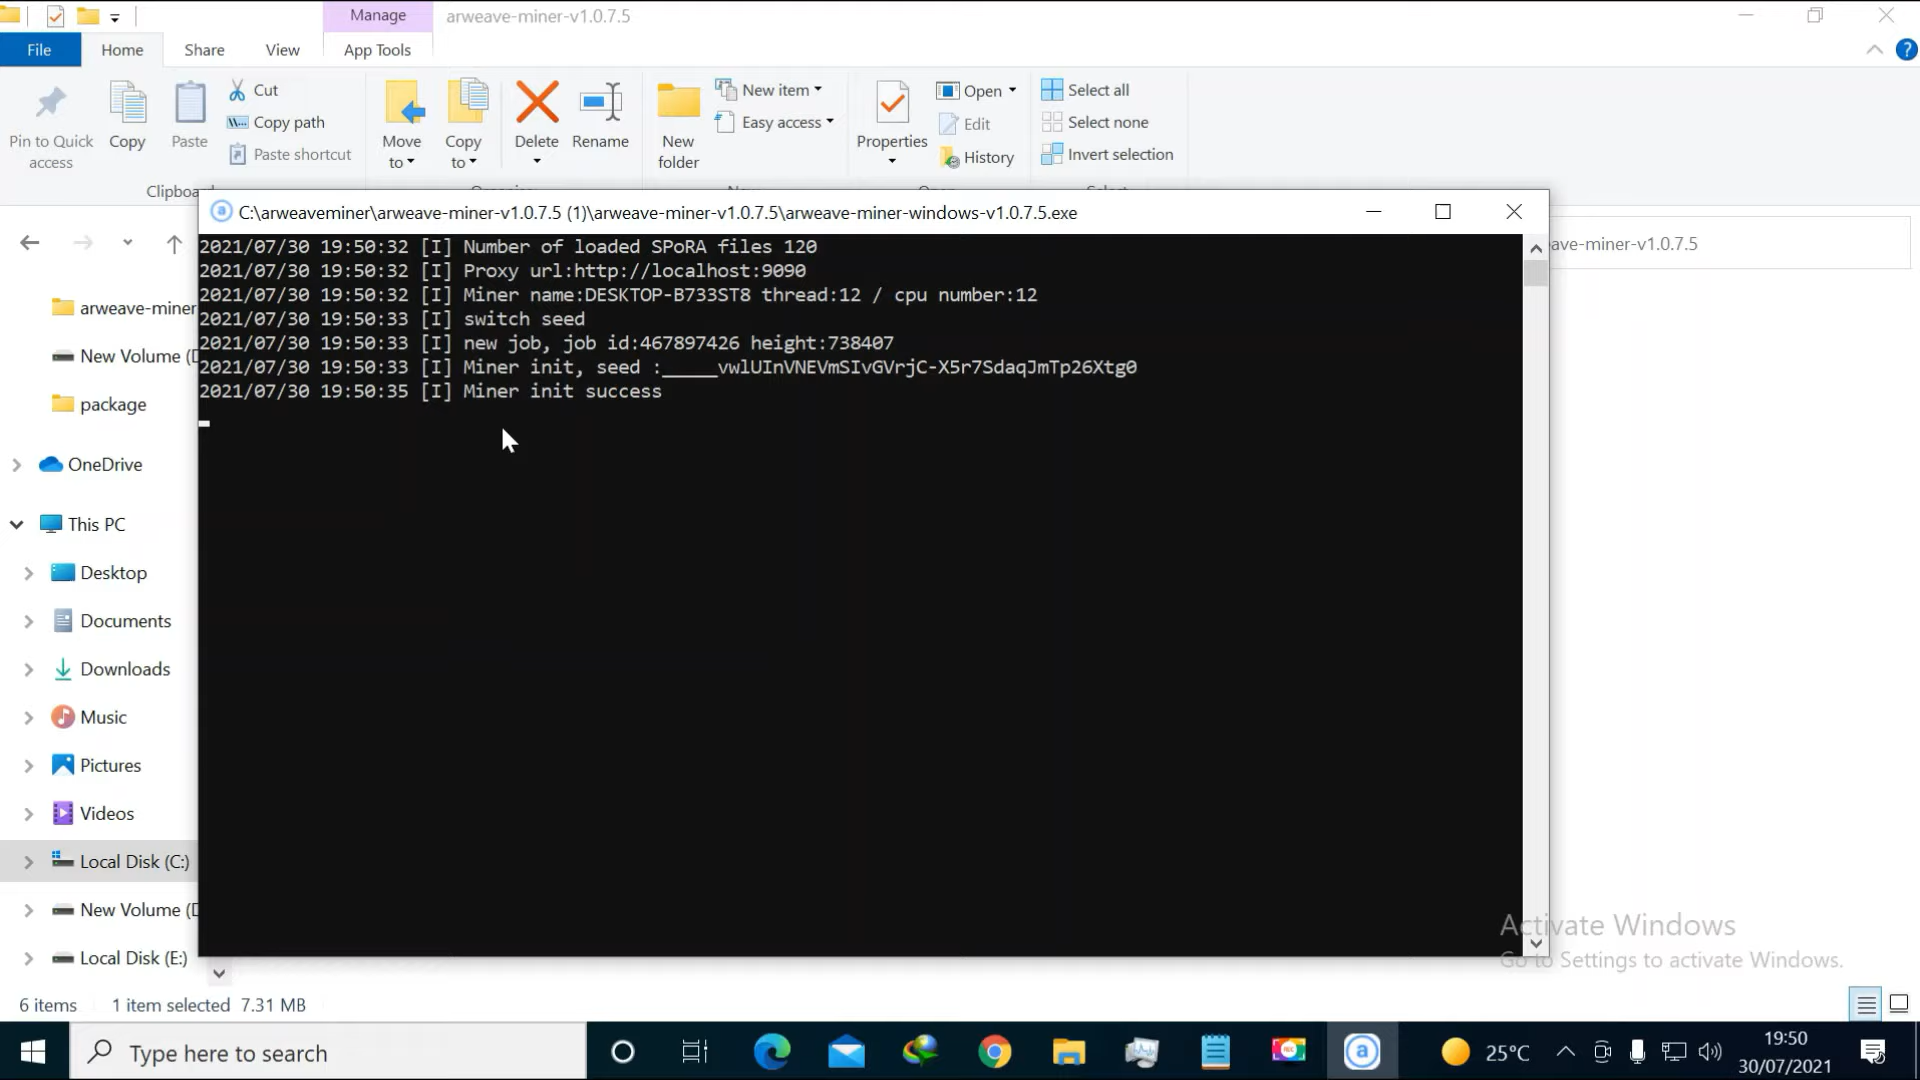 Manage
arweave-miner-v1.0.7.5
File
Home
Share
View
App Tools
Pin to Quick access
Copy
Paste
Cut
Copy path
Paste shortcut
Move to
Copy to
Delete
Rename
New folder
New item
Easy access
Properties
Open
Edit
History
Select all
Select none
Invert selection
C:\arweaveminer\arweave-miner-v1.0.7.5 (1)\arweave-miner-v1.0.7.5\arweave-miner-windows-v1.0.7.5.exe
ave-miner-v1.0.7.5
2021/07/30 19:50:32 [I] Number of loaded SPoRA files 120
2021/07/30 19:50:32 [I] Proxy url:http://localhost:9090
2021/07/30 19:50:32 [I] Miner name:DESKTOP-B733ST8 thread:12 / cpu number:12
2021/07/30 19:50:33 [I] switch seed
2021/07/30 19:50:33 [I] new job, job id:467897426 height:738407
2021/07/30 19:50:33 [I] Miner init, seed :_____vwlUInVNEVmSIvGVrjC-X5r7SdaqJmTp26Xtg0
2021/07/30 19:50:35 [I] Miner init success
arweave-miner
New Volume (
package
OneDrive
This PC
Desktop
Documents
Downloads
Music
Pictures
Videos
Local Disk (C:)
New Volume (
Local Disk (E:)
Activate Windows
Go to Settings to activate Windows.
6 items
1 item selected 7.31 MB
Type here to search
25°C
19:50
30/07/2021